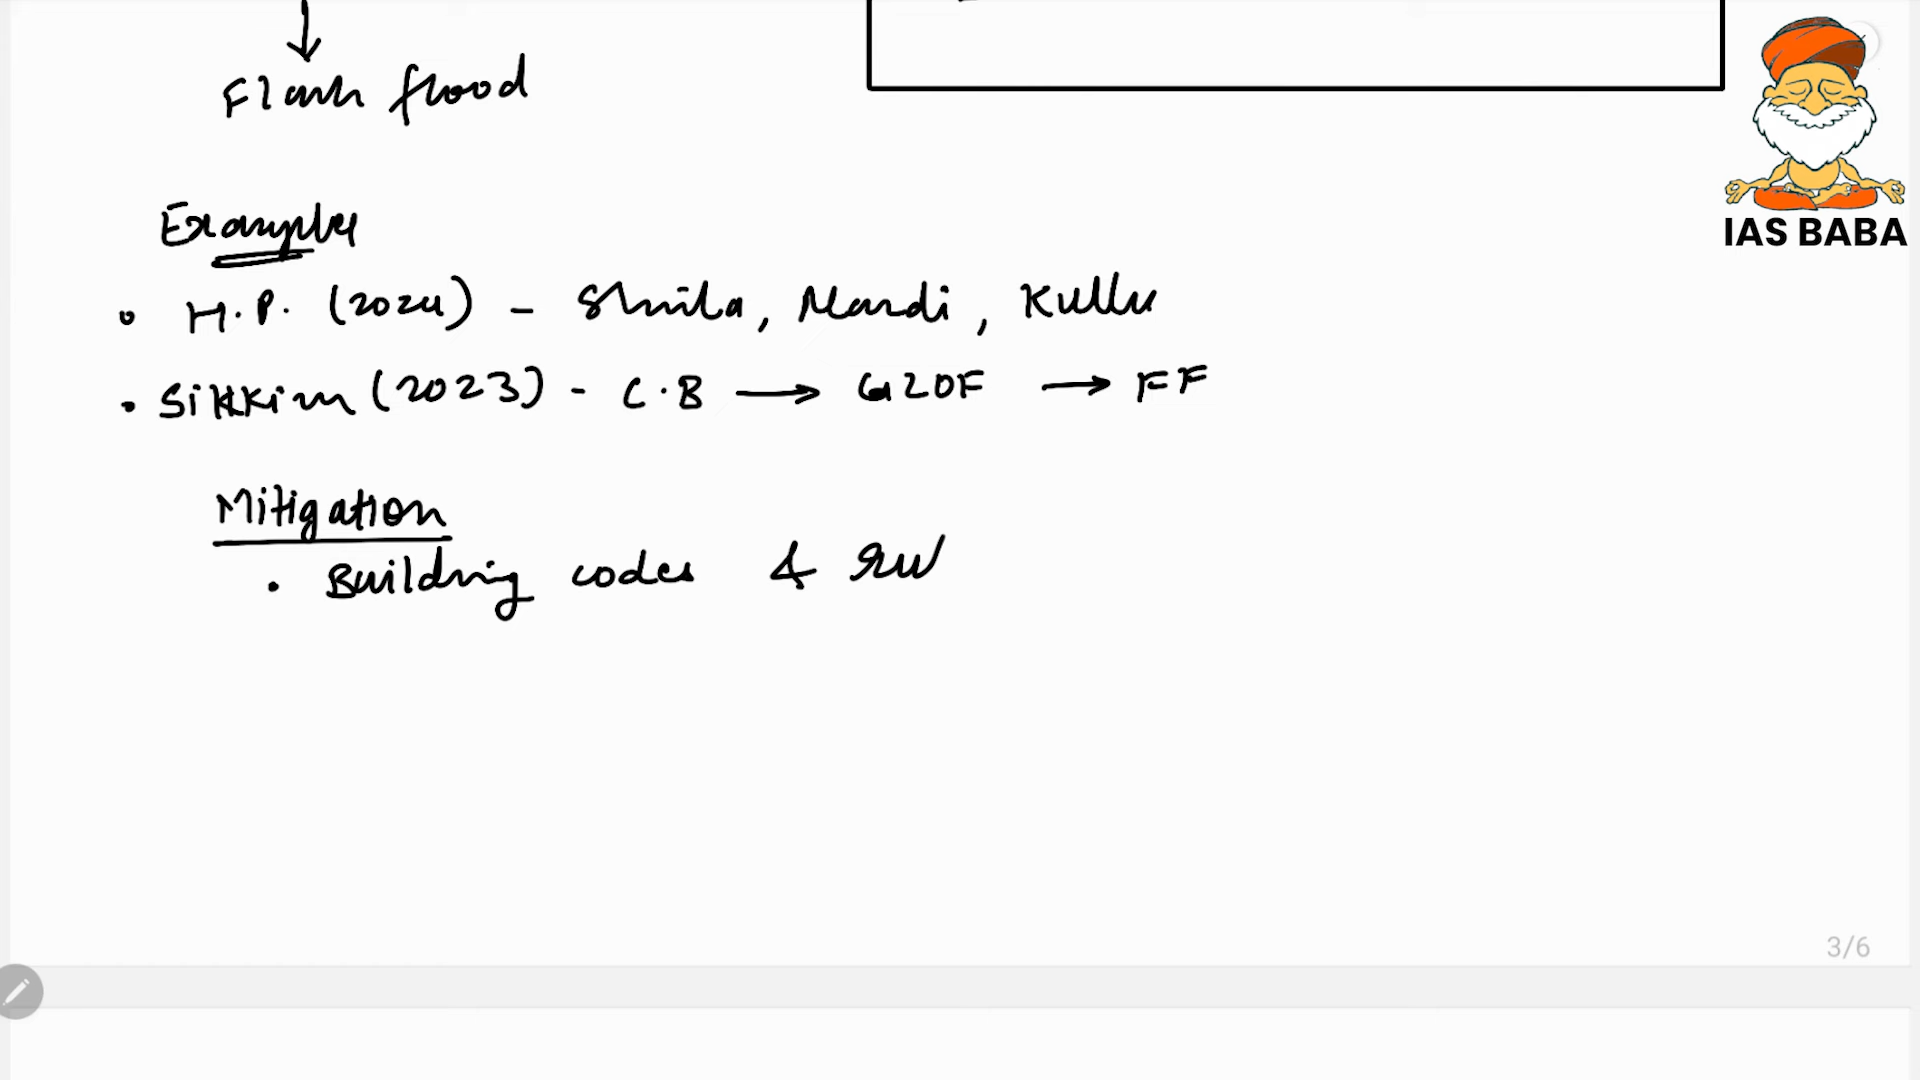 Flash flood
IAS BABA
Examples
• H.P. (2024) - Shimla, Mandi, Kullu
• Sikkim (2023) - C.B → GLOF → FF
Mitigation
• Building codes &
3/6